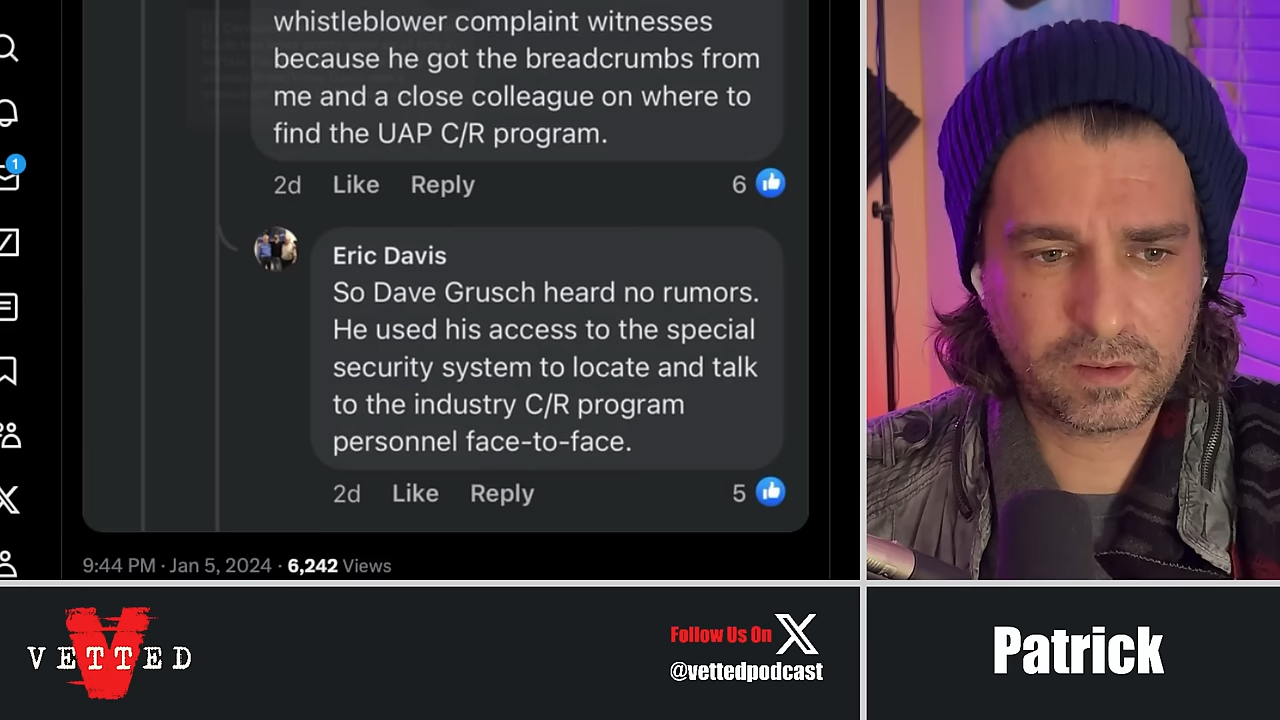 whistleblower complaint witnesses
because he got the breadcrumbs from
me and a close colleague on where to
find the UAP C/R program.
2d Like Reply 6
1
Eric Davis
So Dave Grusch heard no rumors.
He used his access to the special
security system to locate and talk
to the industry C/R program
personnel face-to-face.
2d Like Reply 5
9:44 PM · Jan 5, 2024 · 6,242 Views
V
VETTED
Follow Us On X
@vettedpodcast
Patrick